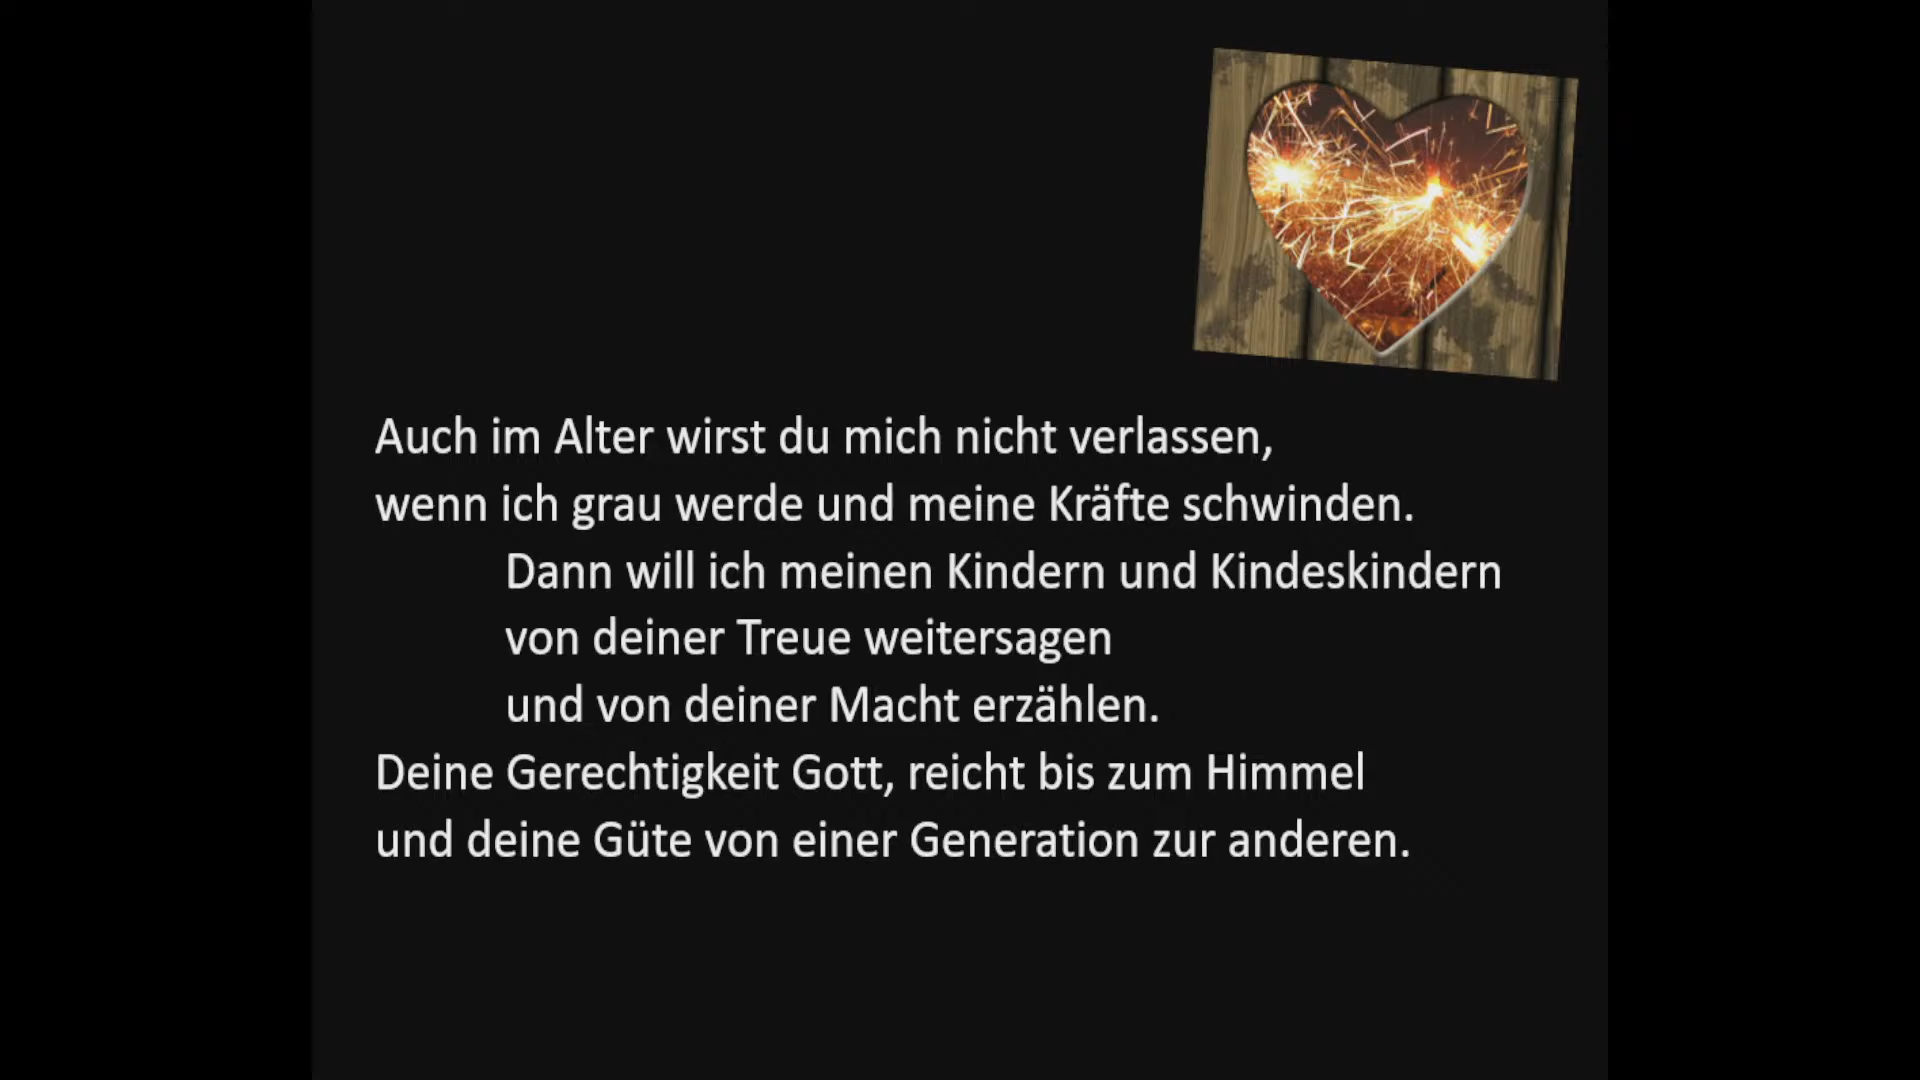 Auch im Alter wirst du mich nicht verlassen,
wenn ich grau werde und meine Kräfte schwinden.
Dann will ich meinen Kindern und Kindeskindern
von deiner Treue weitersagen
und von deiner Macht erzählen.
Deine Gerechtigkeit Gott, reicht bis zum Himmel
und deine Güte von einer Generation zur anderen.